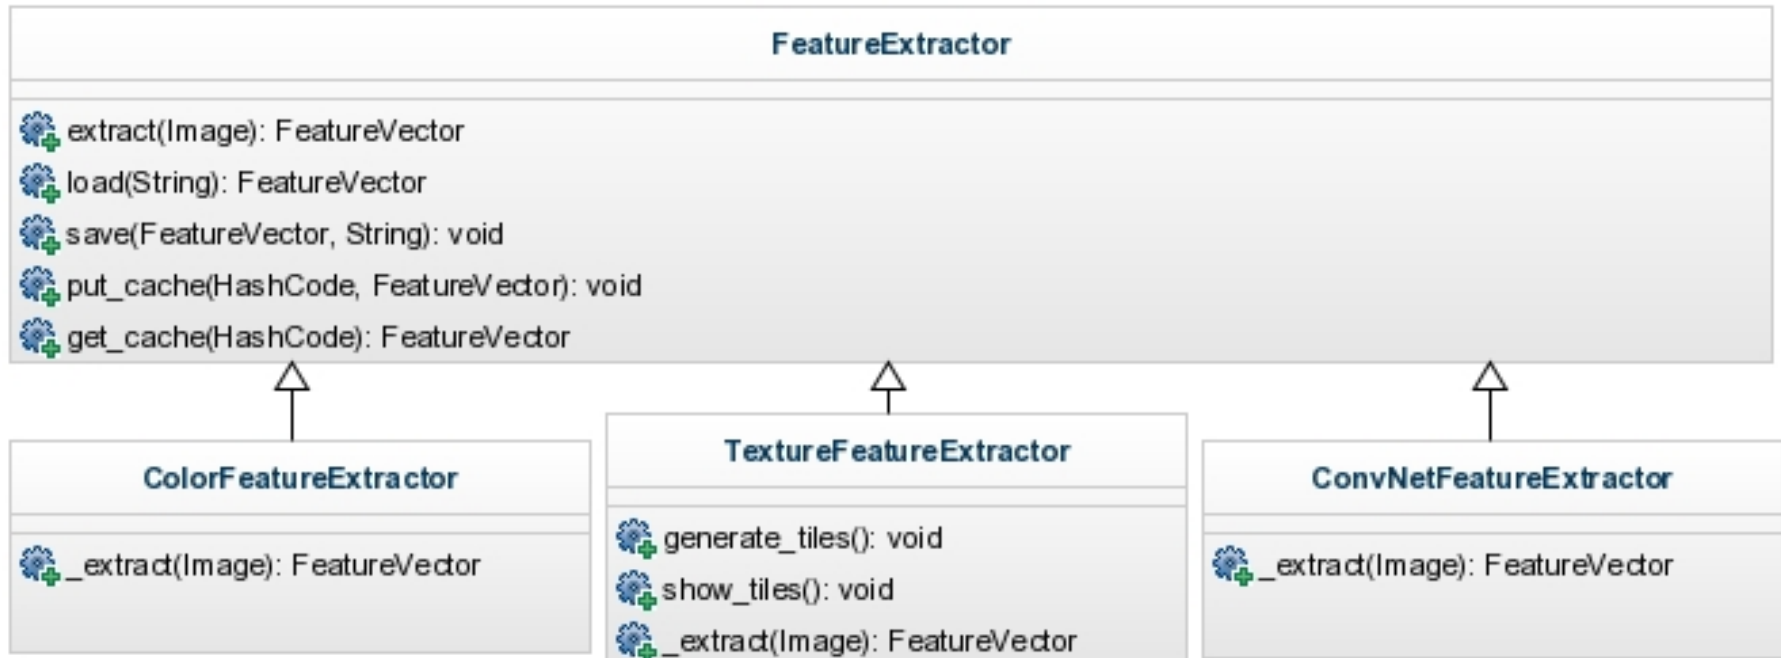 FeatureExtractor
extract(Image): FeatureVector
load(String): FeatureVector
save(FeatureVector, String): void
put_cache(HashCode, FeatureVector): void
get_cache(HashCode): FeatureVector
ColorFeatureExtractor
_extract(Image): FeatureVector
TextureFeatureExtractor
generate_tiles(): void
show_tiles(): void
_extract(Image): FeatureVector
ConvNetFeatureExtractor
_extract(Image): FeatureVector